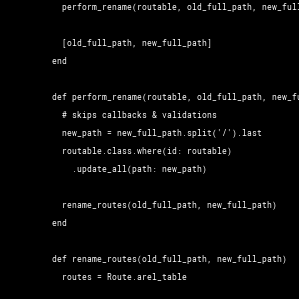 perform_rename(routable, old_full_path, new_full
[old_full_path, new_full_path]
end
def perform_rename(routable, old_full_path, new_fu
# skips callbacks & validations
new_path = new_full_path.split('/').last
routable.class.where(id: routable)
.update_all(path: new_path)
rename_routes(old_full_path, new_full_path)
end
def rename_routes(old_full_path, new_full_path)
routes = Route.arel_table